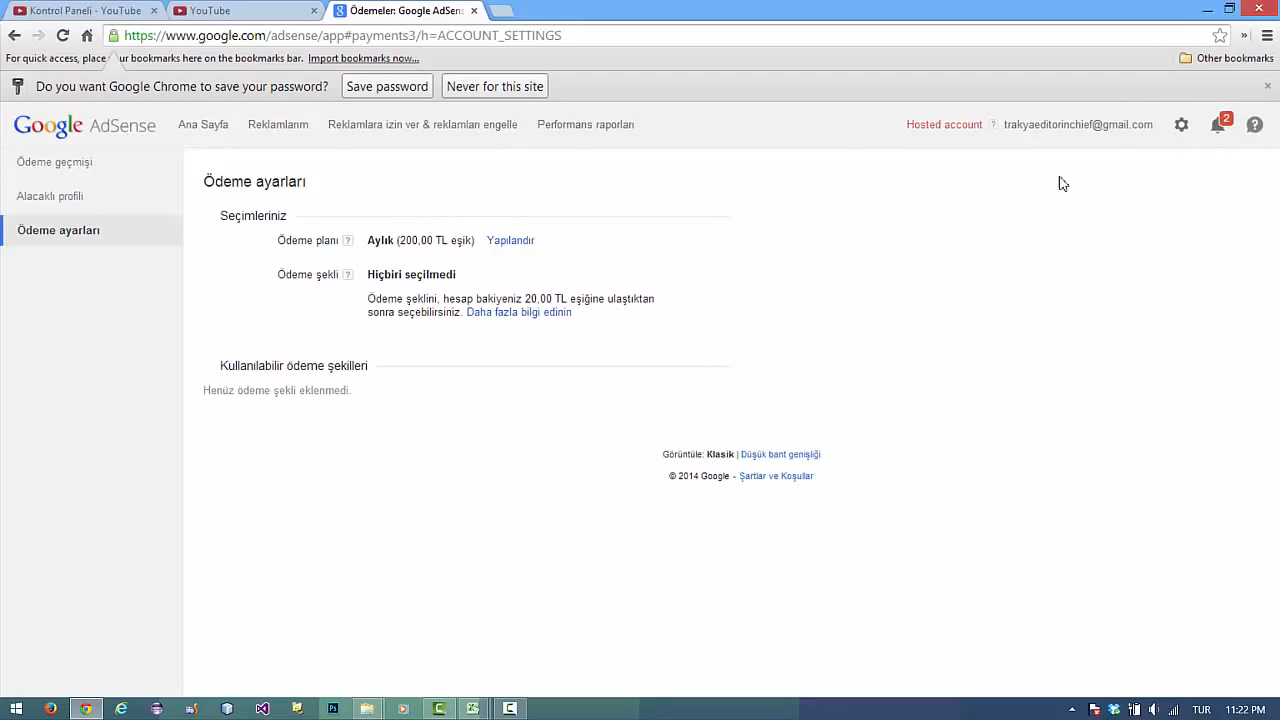 Kontrol Paneli - YouTube
YouTube
Ödemeler: Google AdSens
https://www.google.com/adsense/app#payments3/h=ACCOUNT_SETTINGS
For quick access, place ur bookmarks here on the bookmarks bar. Import bookmarks now...
Other bookmarks
Do you want Google Chrome to save your password? Save password Never for this site
Google AdSense Ana Sayfa Reklamlarım Reklamlara izin ver & reklamları engelle Performans raporları Hosted account ? trakyaeditorinchief@gmail.com 2 ?
Ödeme geçmişi
Alacaklı profili
Ödeme ayarları
Ödeme ayarları
Seçimleriniz
Ödeme planı ? Aylık (200,00 TL eşik) Yapılandır
Ödeme şekli ? Hiçbiri seçilmedi
Ödeme şeklini, hesap bakiyeniz 20,00 TL eşiğine ulaştıktan
sonra seçebilirsiniz. Daha fazla bilgi edinin
Kullanılabilir ödeme şekilleri
Henüz ödeme şekli eklenmedi.
Görüntüle: Klasik | Düşük bant genişliği
© 2014 Google - Şartlar ve Koşullar
TUR 11:22 PM